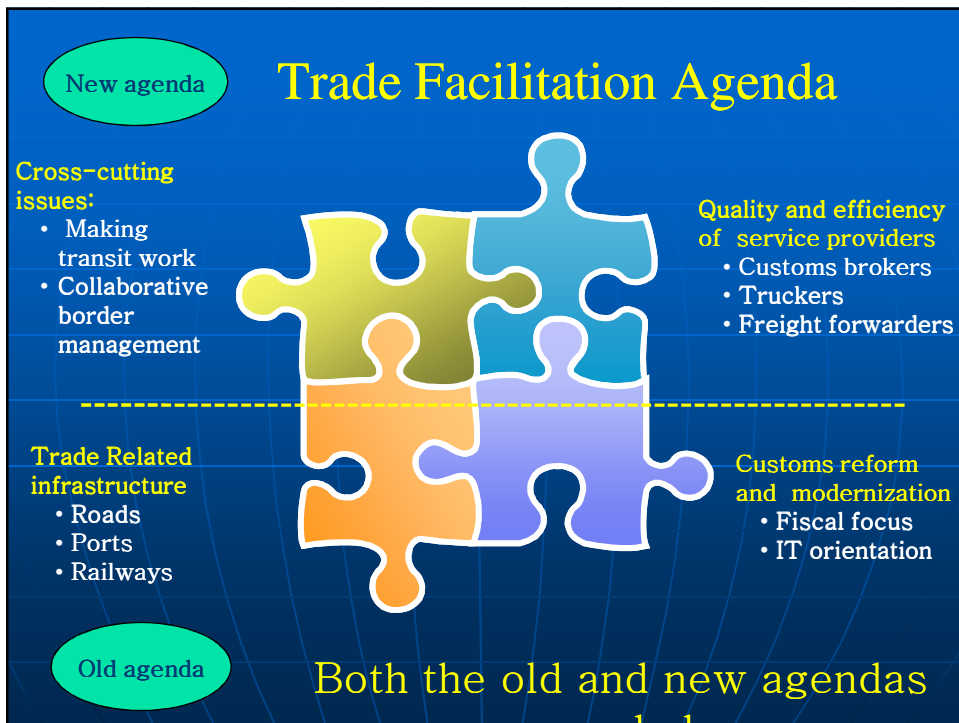 New agenda
Trade Facilitation Agenda
Cross-cutting
issues:
• Making
transit work
• Collaborative
border
management
Quality and efficiency
of service providers
• Customs brokers
• Truckers
• Freight forwarders
Trade Related
infrastructure
• Roads
• Ports
• Railways
Customs reform
and modernization
• Fiscal focus
• IT orientation
Old agenda
Both the old and new agendas